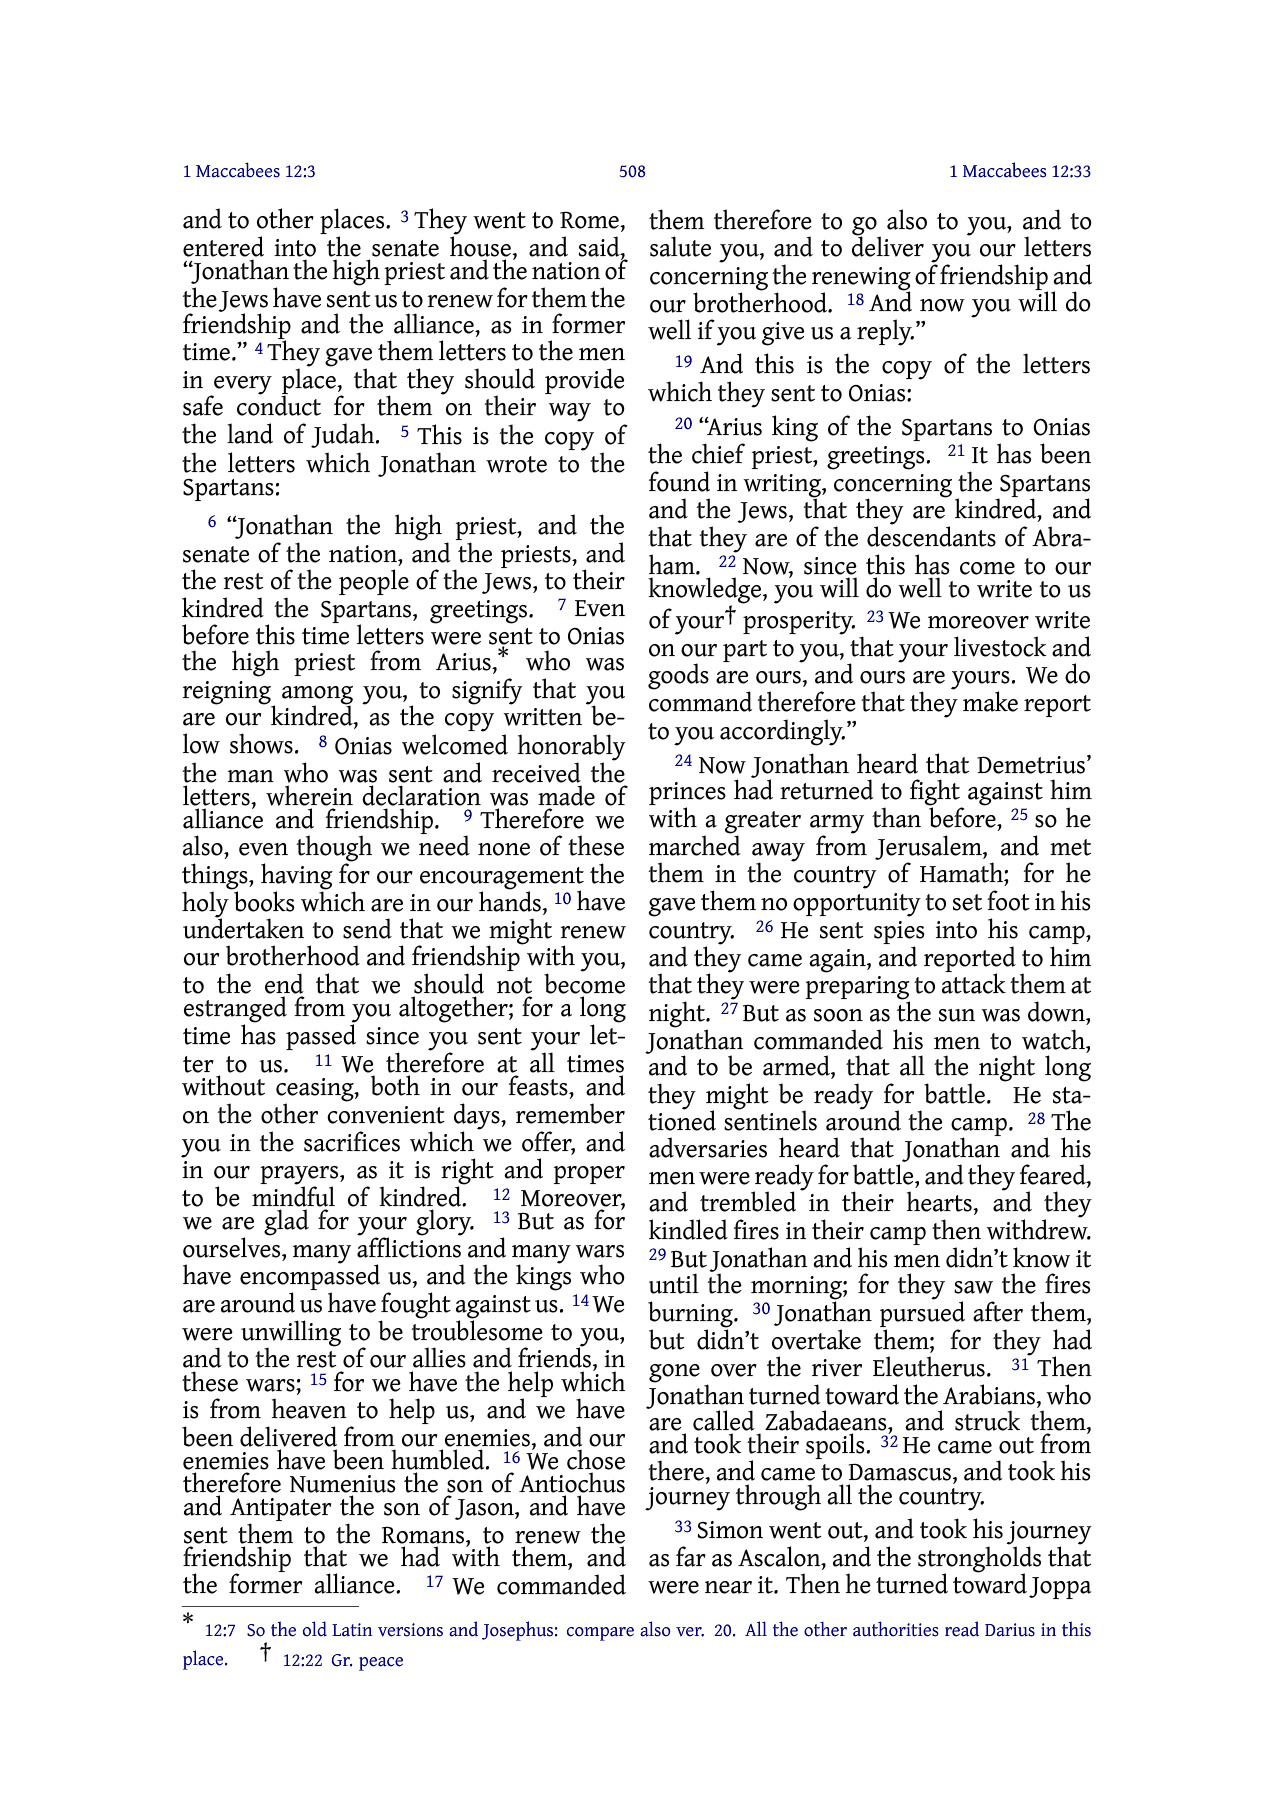 1 Maccabees 12:3 508 1 Maccabees 12:33
and to other places. 3 They went to Rome,
entered into the senate house, and said,
“Jonathan the high priest and the nation of
the Jews have sent us to renew for them the
friendship and the alliance, as in former
time.” 4 They gave them letters to the men
in every place, that they should provide
safe conduct for them on their way to
the land of Judah. 5 This is the copy of
the letters which Jonathan wrote to the
Spartans:
6 “Jonathan the high priest, and the
senate of the nation, and the priests, and
the rest of the people of the Jews, to their
kindred the Spartans, greetings. 7 Even
before this time letters were sent to Onias
the high priest from Arius,* who was
reigning among you, to signify that you
are our kindred, as the copy written be-
low shows. 8 Onias welcomed honorably
the man who was sent and received the
letters, wherein declaration was made of
alliance and friendship. 9 Therefore we
also, even though we need none of these
things, having for our encouragement the
holy books which are in our hands, 10 have
undertaken to send that we might renew
our brotherhood and friendship with you,
to the end that we should not become
estranged from you altogether; for a long
time has passed since you sent your let-
ter to us. 11 We therefore at all times
without ceasing, both in our feasts, and
on the other convenient days, remember
you in the sacrifices which we offer, and
in our prayers, as it is right and proper
to be mindful of kindred. 12 Moreover,
we are glad for your glory. 13 But as for
ourselves, many afflictions and many wars
have encompassed us, and the kings who
are around us have fought against us. 14 We
were unwilling to be troublesome to you,
and to the rest of our allies and friends, in
these wars; 15 for we have the help which
is from heaven to help us, and we have
been delivered from our enemies, and our
enemies have been humbled. 16 We chose
therefore Numenius the son of Antiochus
and Antipater the son of Jason, and have
sent them to the Romans, to renew the
friendship that we had with them, and
the former alliance. 17 We commanded
them therefore to go also to you, and to
salute you, and to deliver you our letters
concerning the renewing of friendship and
our brotherhood. 18 And now you will do
well if you give us a reply.”
19 And this is the copy of the letters
which they sent to Onias:
20 “Arius king of the Spartans to Onias
the chief priest, greetings. 21 It has been
found in writing, concerning the Spartans
and the Jews, that they are kindred, and
that they are of the descendants of Abra-
ham. 22 Now, since this has come to our
knowledge, you will do well to write to us
of your† prosperity. 23 We moreover write
on our part to you, that your livestock and
goods are ours, and ours are yours. We do
command therefore that they make report
to you accordingly.”
24 Now Jonathan heard that Demetrius’
princes had returned to fight against him
with a greater army than before, 25 so he
marched away from Jerusalem, and met
them in the country of Hamath; for he
gave them no opportunity to set foot in his
country. 26 He sent spies into his camp,
and they came again, and reported to him
that they were preparing to attack them at
night. 27 But as soon as the sun was down,
Jonathan commanded his men to watch,
and to be armed, that all the night long
they might be ready for battle. He sta-
tioned sentinels around the camp. 28 The
adversaries heard that Jonathan and his
men were ready for battle, and they feared,
and trembled in their hearts, and they
kindled fires in their camp then withdrew.
29 But Jonathan and his men didn’t know it
until the morning; for they saw the fires
burning. 30 Jonathan pursued after them,
but didn’t overtake them; for they had
gone over the river Eleutherus. 31 Then
Jonathan turned toward the Arabians, who
are called Zabadaeans, and struck them,
and took their spoils. 32 He came out from
there, and came to Damascus, and took his
journey through all the country.
33 Simon went out, and took his journey
as far as Ascalon, and the strongholds that
were near it. Then he turned toward Joppa
* 12:7 So the old Latin versions and Josephus: compare also ver. 20. All the other authorities read Darius in this
place. † 12:22 Gr. peace